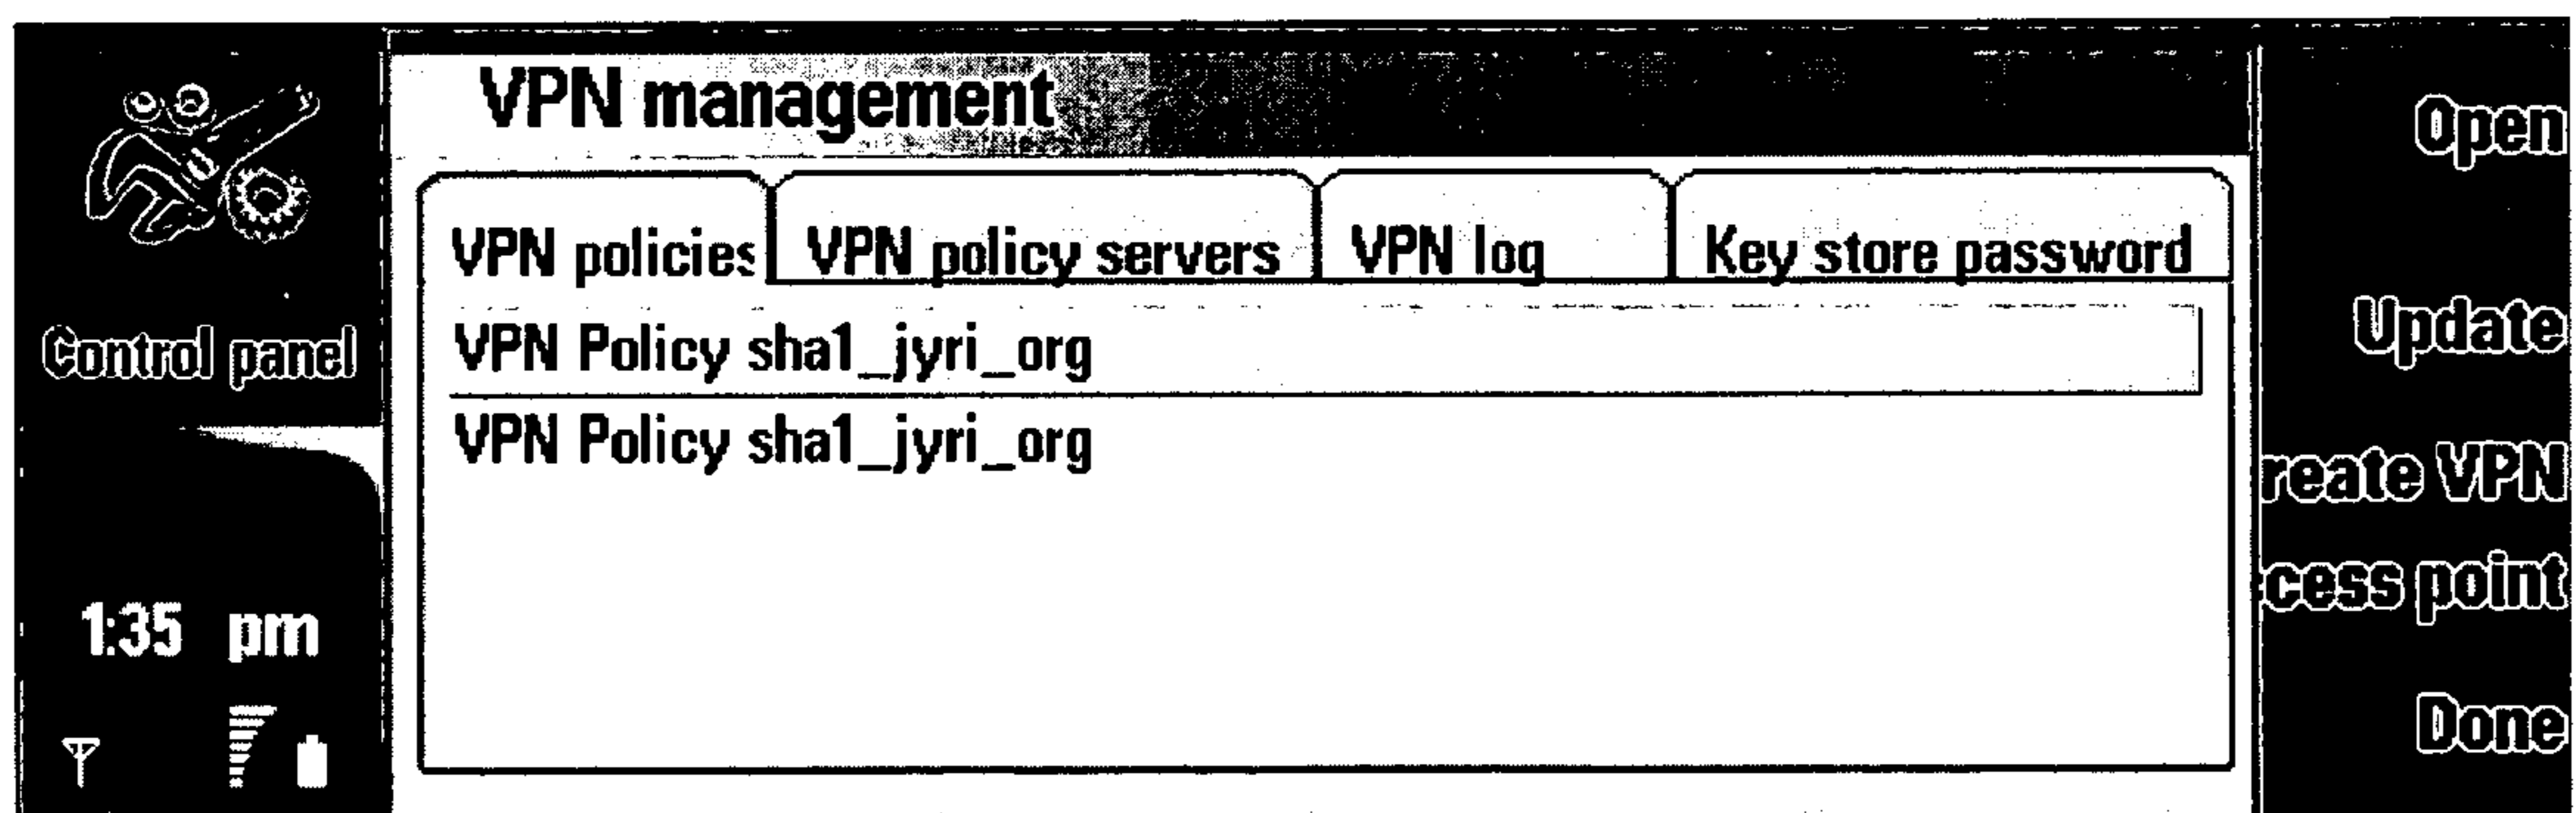 VPN management
Open
VPN policies VPN policy servers VPN log Key store password
Control panel
VPN Policy sha1_jyri_org
Update
VPN Policy sha1_jyri_org
reate VPN
cess point
1:35 pm
Done